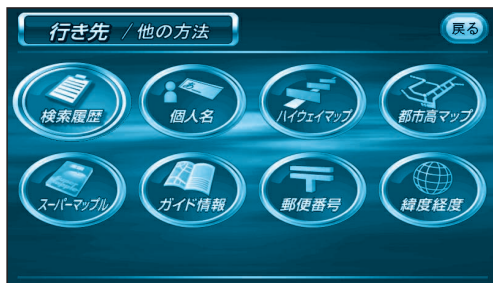 行き先 / 他の方法
戻る
検索履歴
個人名
ハイウェイマップ
都市高マップ
スーパーマップル
ガイド情報
郵便番号
緯度経度